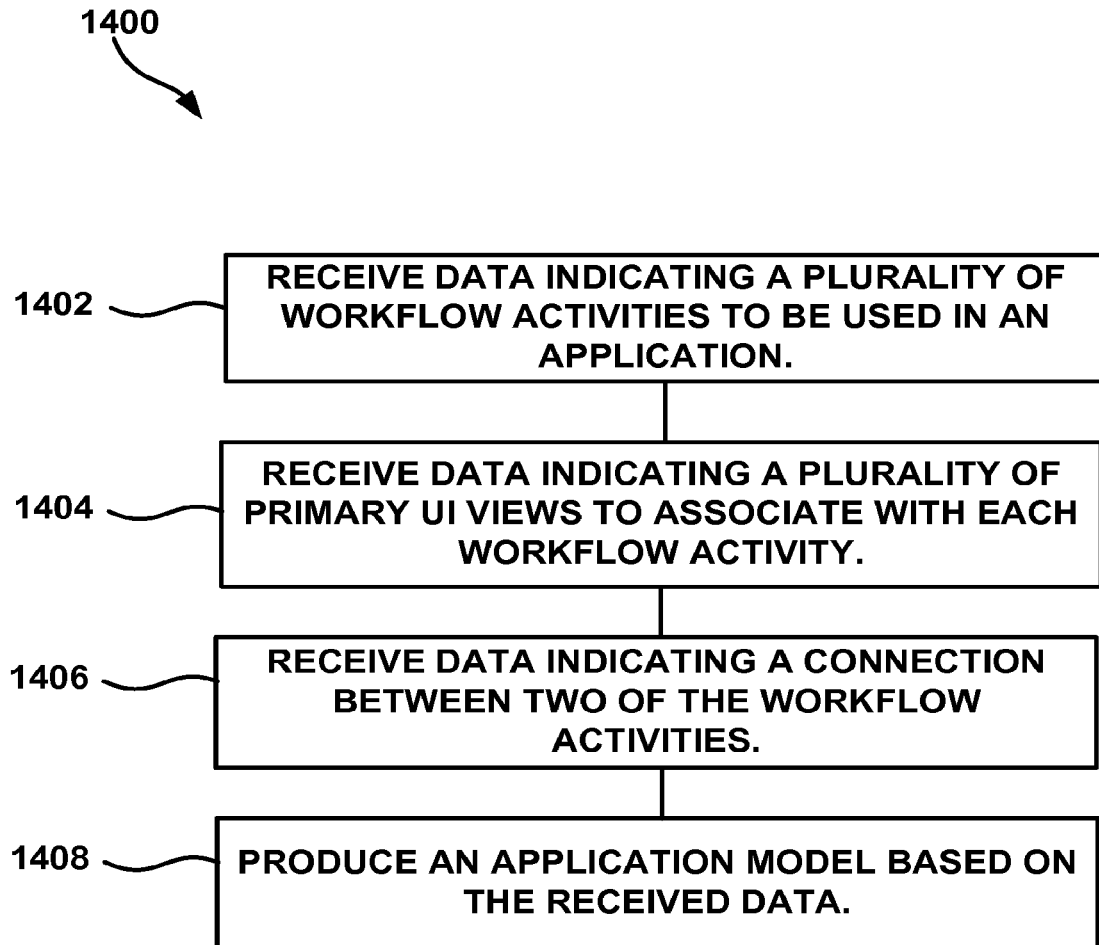 1400
1402
RECEIVE DATA INDICATING A PLURALITY OF
WORKFLOW ACTIVITIES TO BE USED IN AN
APPLICATION.
1404
RECEIVE DATA INDICATING A PLURALITY OF
PRIMARY UI VIEWS TO ASSOCIATE WITH EACH
WORKFLOW ACTIVITY.
1406
RECEIVE DATA INDICATING A CONNECTION
BETWEEN TWO OF THE WORKFLOW
ACTIVITIES.
1408
PRODUCE AN APPLICATION MODEL BASED ON
THE RECEIVED DATA.